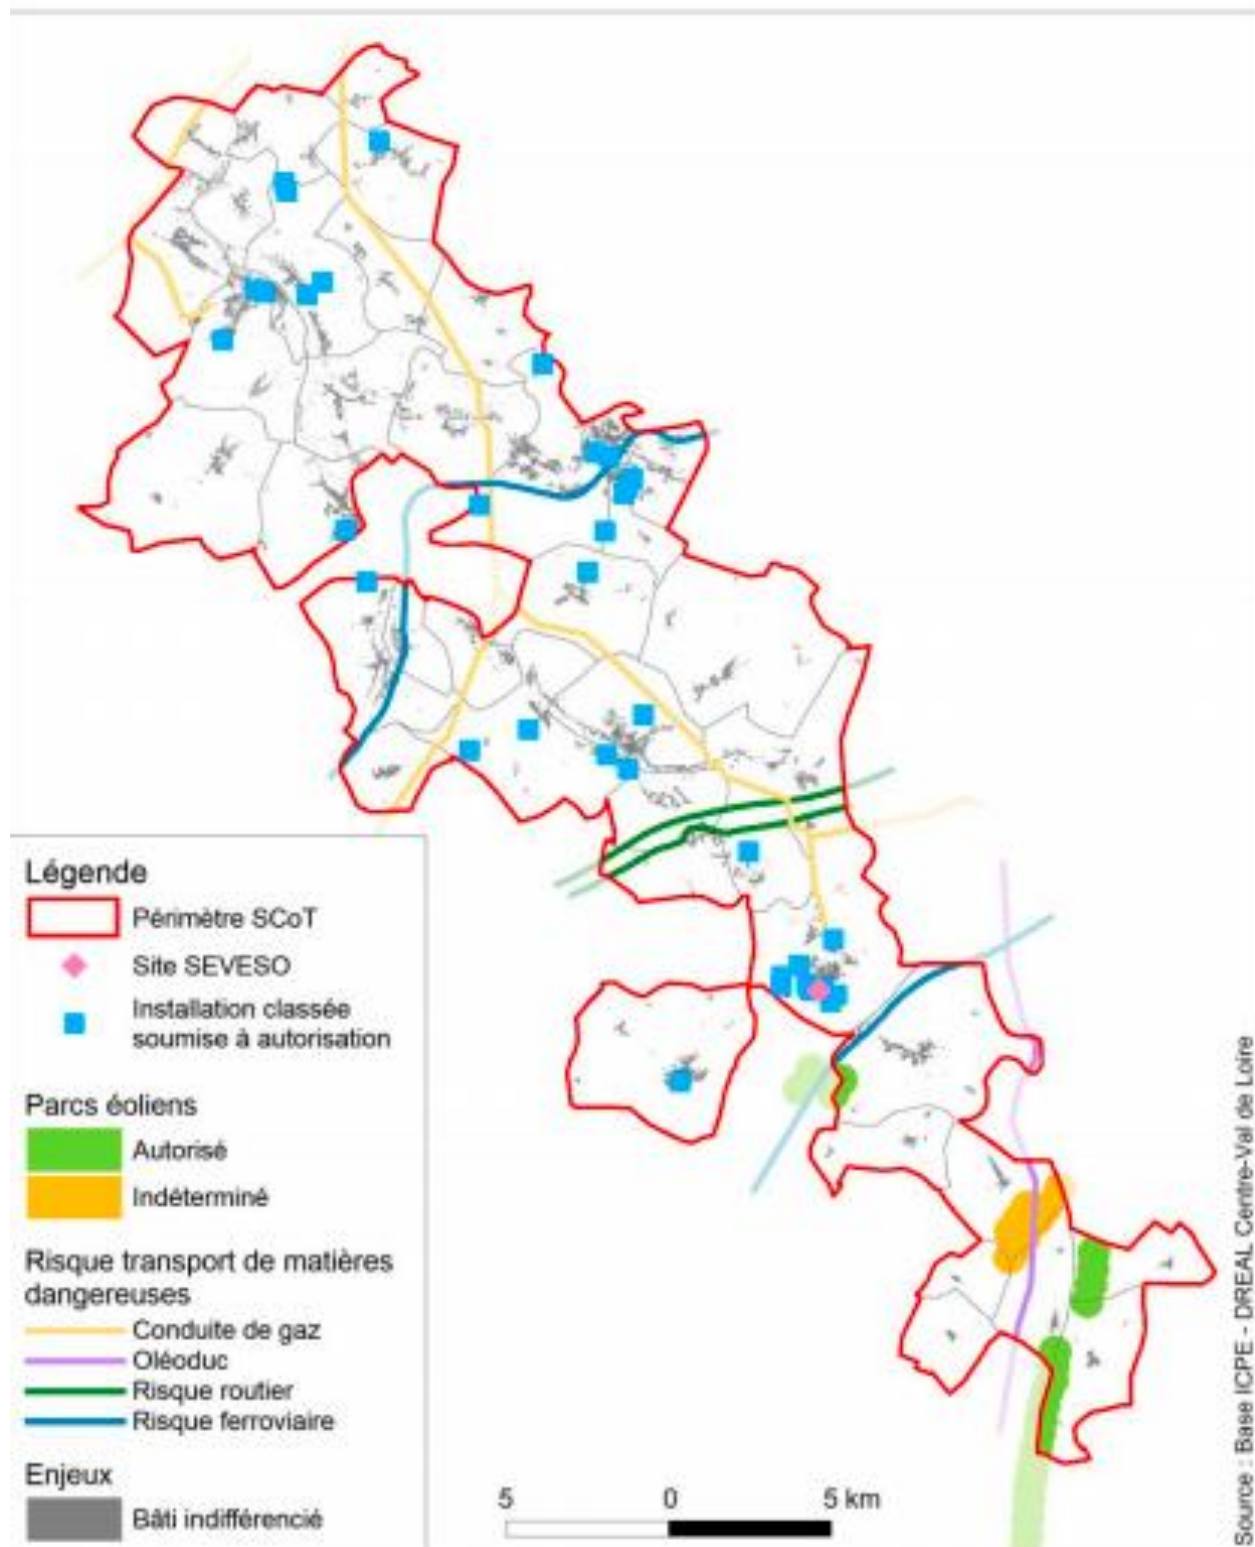 Légende
Périmètre SCoT
Site SEVESO
Installation classée
soumise à autorisation
Parcs éoliens
Autorisé
Indéterminé
Risque transport de matières
dangereuses
Conduite de gaz
Oléoduc
Risque routier
Risque ferroviaire
Enjeux
Bâti indifférencié
5 0 5 km
Source : Base ICPE - DREAL Centre-Val de Loire